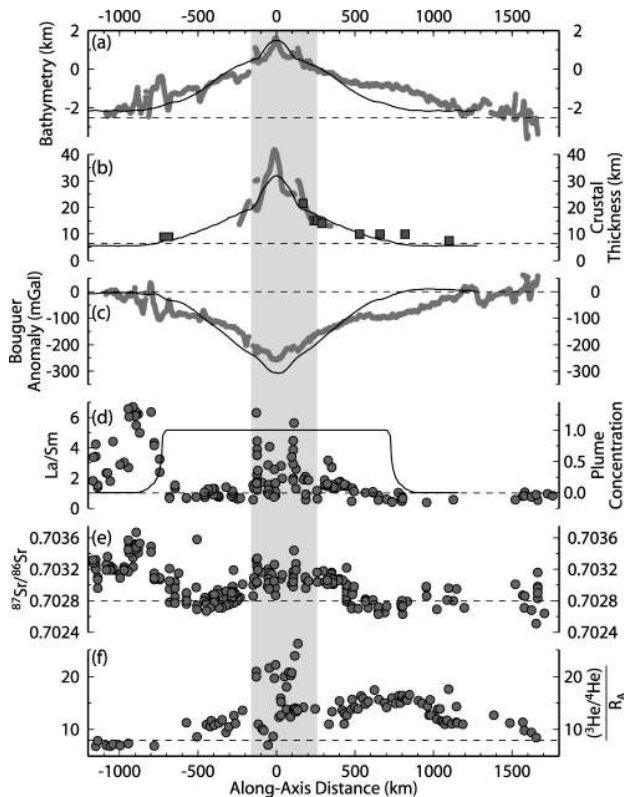 -1000 -500 0 500 1000 1500
(a)
Bathymetry (km)
2
0
-2
2
0
-2
(b)
40
30
20
10
0
40
30
20
10
0
Crustal
Thickness (km)
(c)
Bouguer
Anomaly (mGal)
0
-100
-200
-300
0
-100
-200
-300
(d)
La/Sm
6
4
2
0
1.0
0.5
0.0
Plume
Concentration
(e)
87Sr/86Sr
0.7036
0.7032
0.7028
0.7024
0.7036
0.7032
0.7028
0.7024
(f)
20
10
20
10
(3He/4He)
RA
-1000 -500 0 500 1000 1500
Along-Axis Distance (km)